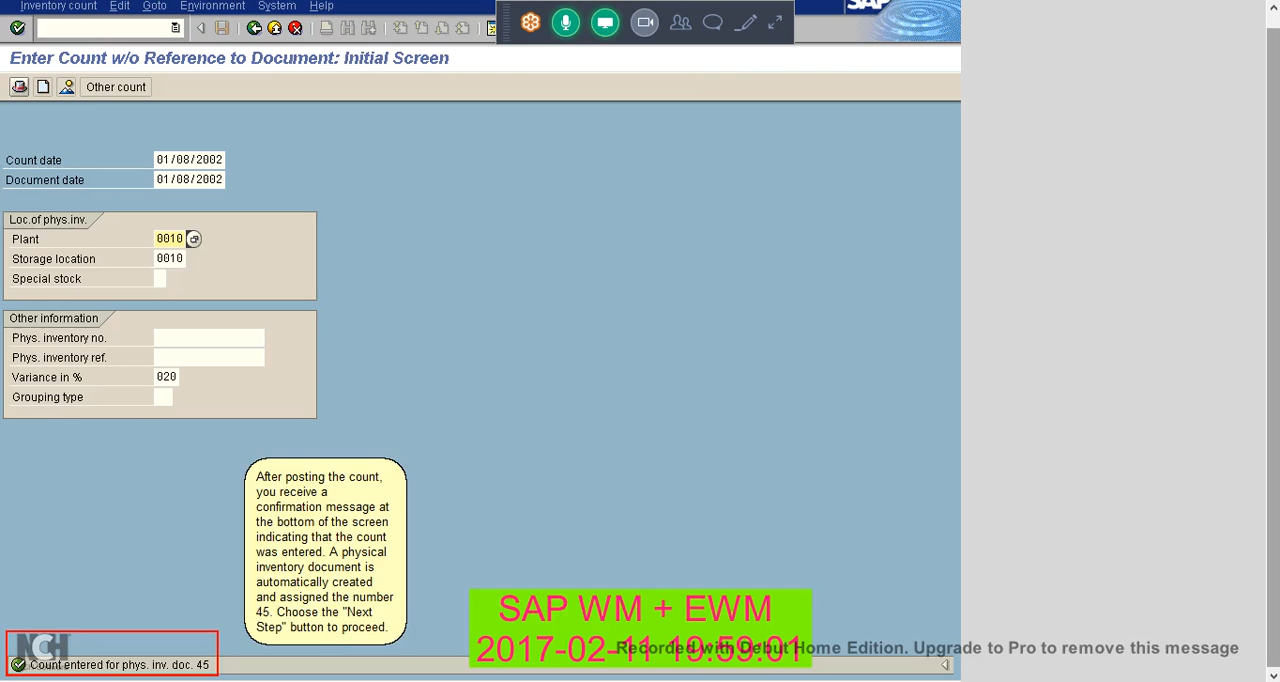 Inventory count Edit Goto Environment System Help
SAP
Enter Count w/o Reference to Document: Initial Screen
Other count
Count date 01/08/2002
Document date 01/08/2002
Loc.of phys.inv.
Plant 0010
Storage location 0010
Special stock
Other information
Phys. inventory no.
Phys. inventory ref.
Variance in % 020
Grouping type
After posting the count,
you receive a
confirmation message at
the bottom of the screen
indicating that the count
was entered. A physical
inventory document is
automatically created
and assigned the number
45. Choose the "Next
Step" button to proceed.
SAP WM + EWM
2017-02-11 19:59:01
Recorded with Debut Home Edition. Upgrade to Pro to remove this message
NCH
Count entered for phys. inv. doc. 45